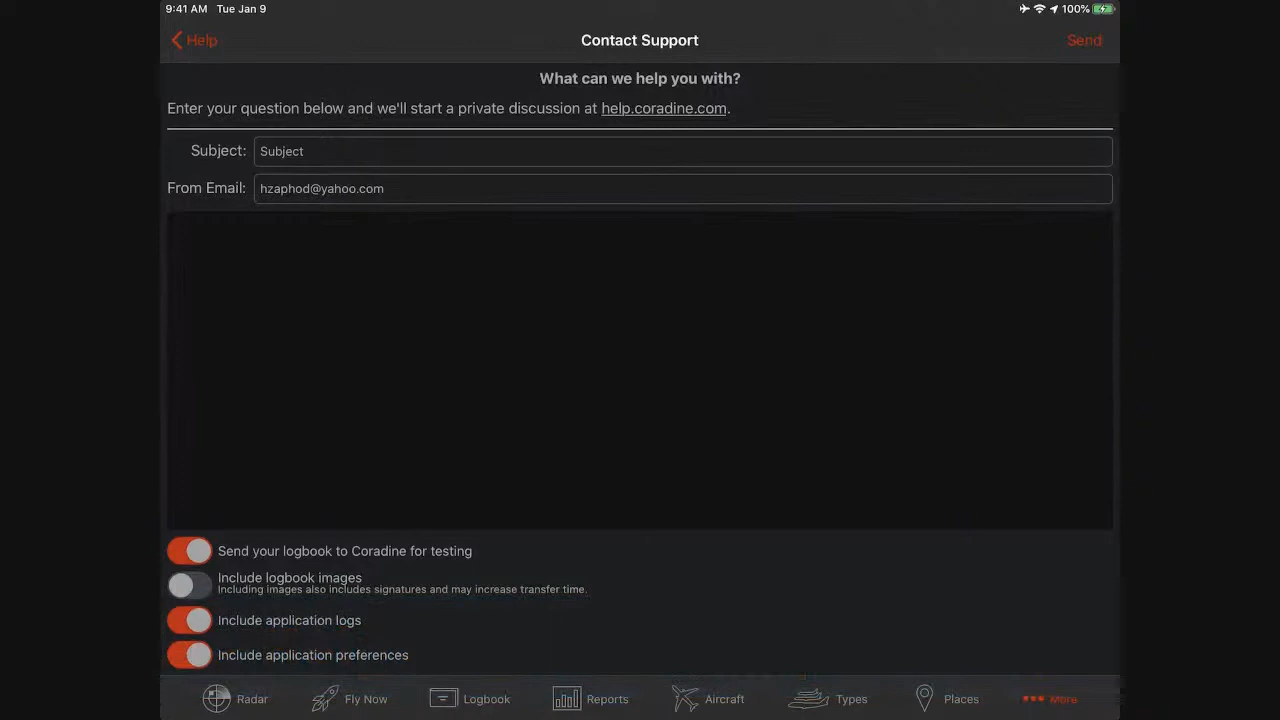 9:41 AM Tue Jan 9 100%
Help Contact Support Send
What can we help you with?
Enter your question below and we'll start a private discussion at help.coradine.com.
Subject: Subject
From Email: hzaphod@yahoo.com
Send your logbook to Coradine for testing
Include logbook images
Including images also includes signatures and may increase transfer time.
Include application logs
Include application preferences
Radar Fly Now Logbook Reports Aircraft Types Places More